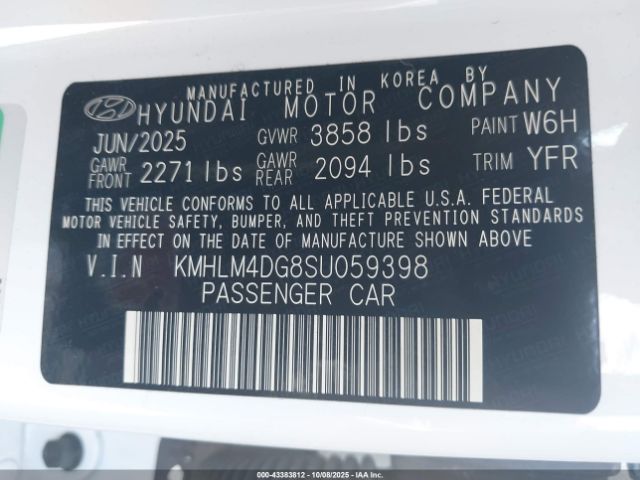 MANUFACTURED IN KOREA BY
HYUNDAI MOTOR COMPANY
JUN/2025 GVWR 3858 lbs PAINT W6H
GAWR FRONT 2271 lbs GAWR REAR 2094 lbs TRIM YFR
THIS VEHICLE CONFORMS TO ALL APPLICABLE U.S.A. FEDERAL
MOTOR VEHICLE SAFETY, BUMPER, AND THEFT PREVENTION STANDARDS
IN EFFECT ON THE DATE OF MANUFACTURE SHOWN ABOVE.
V.I.N KMHLM4DG8SU059398
PASSENGER CAR
000-43383812 - 10/08/2025 - IAAI.COM